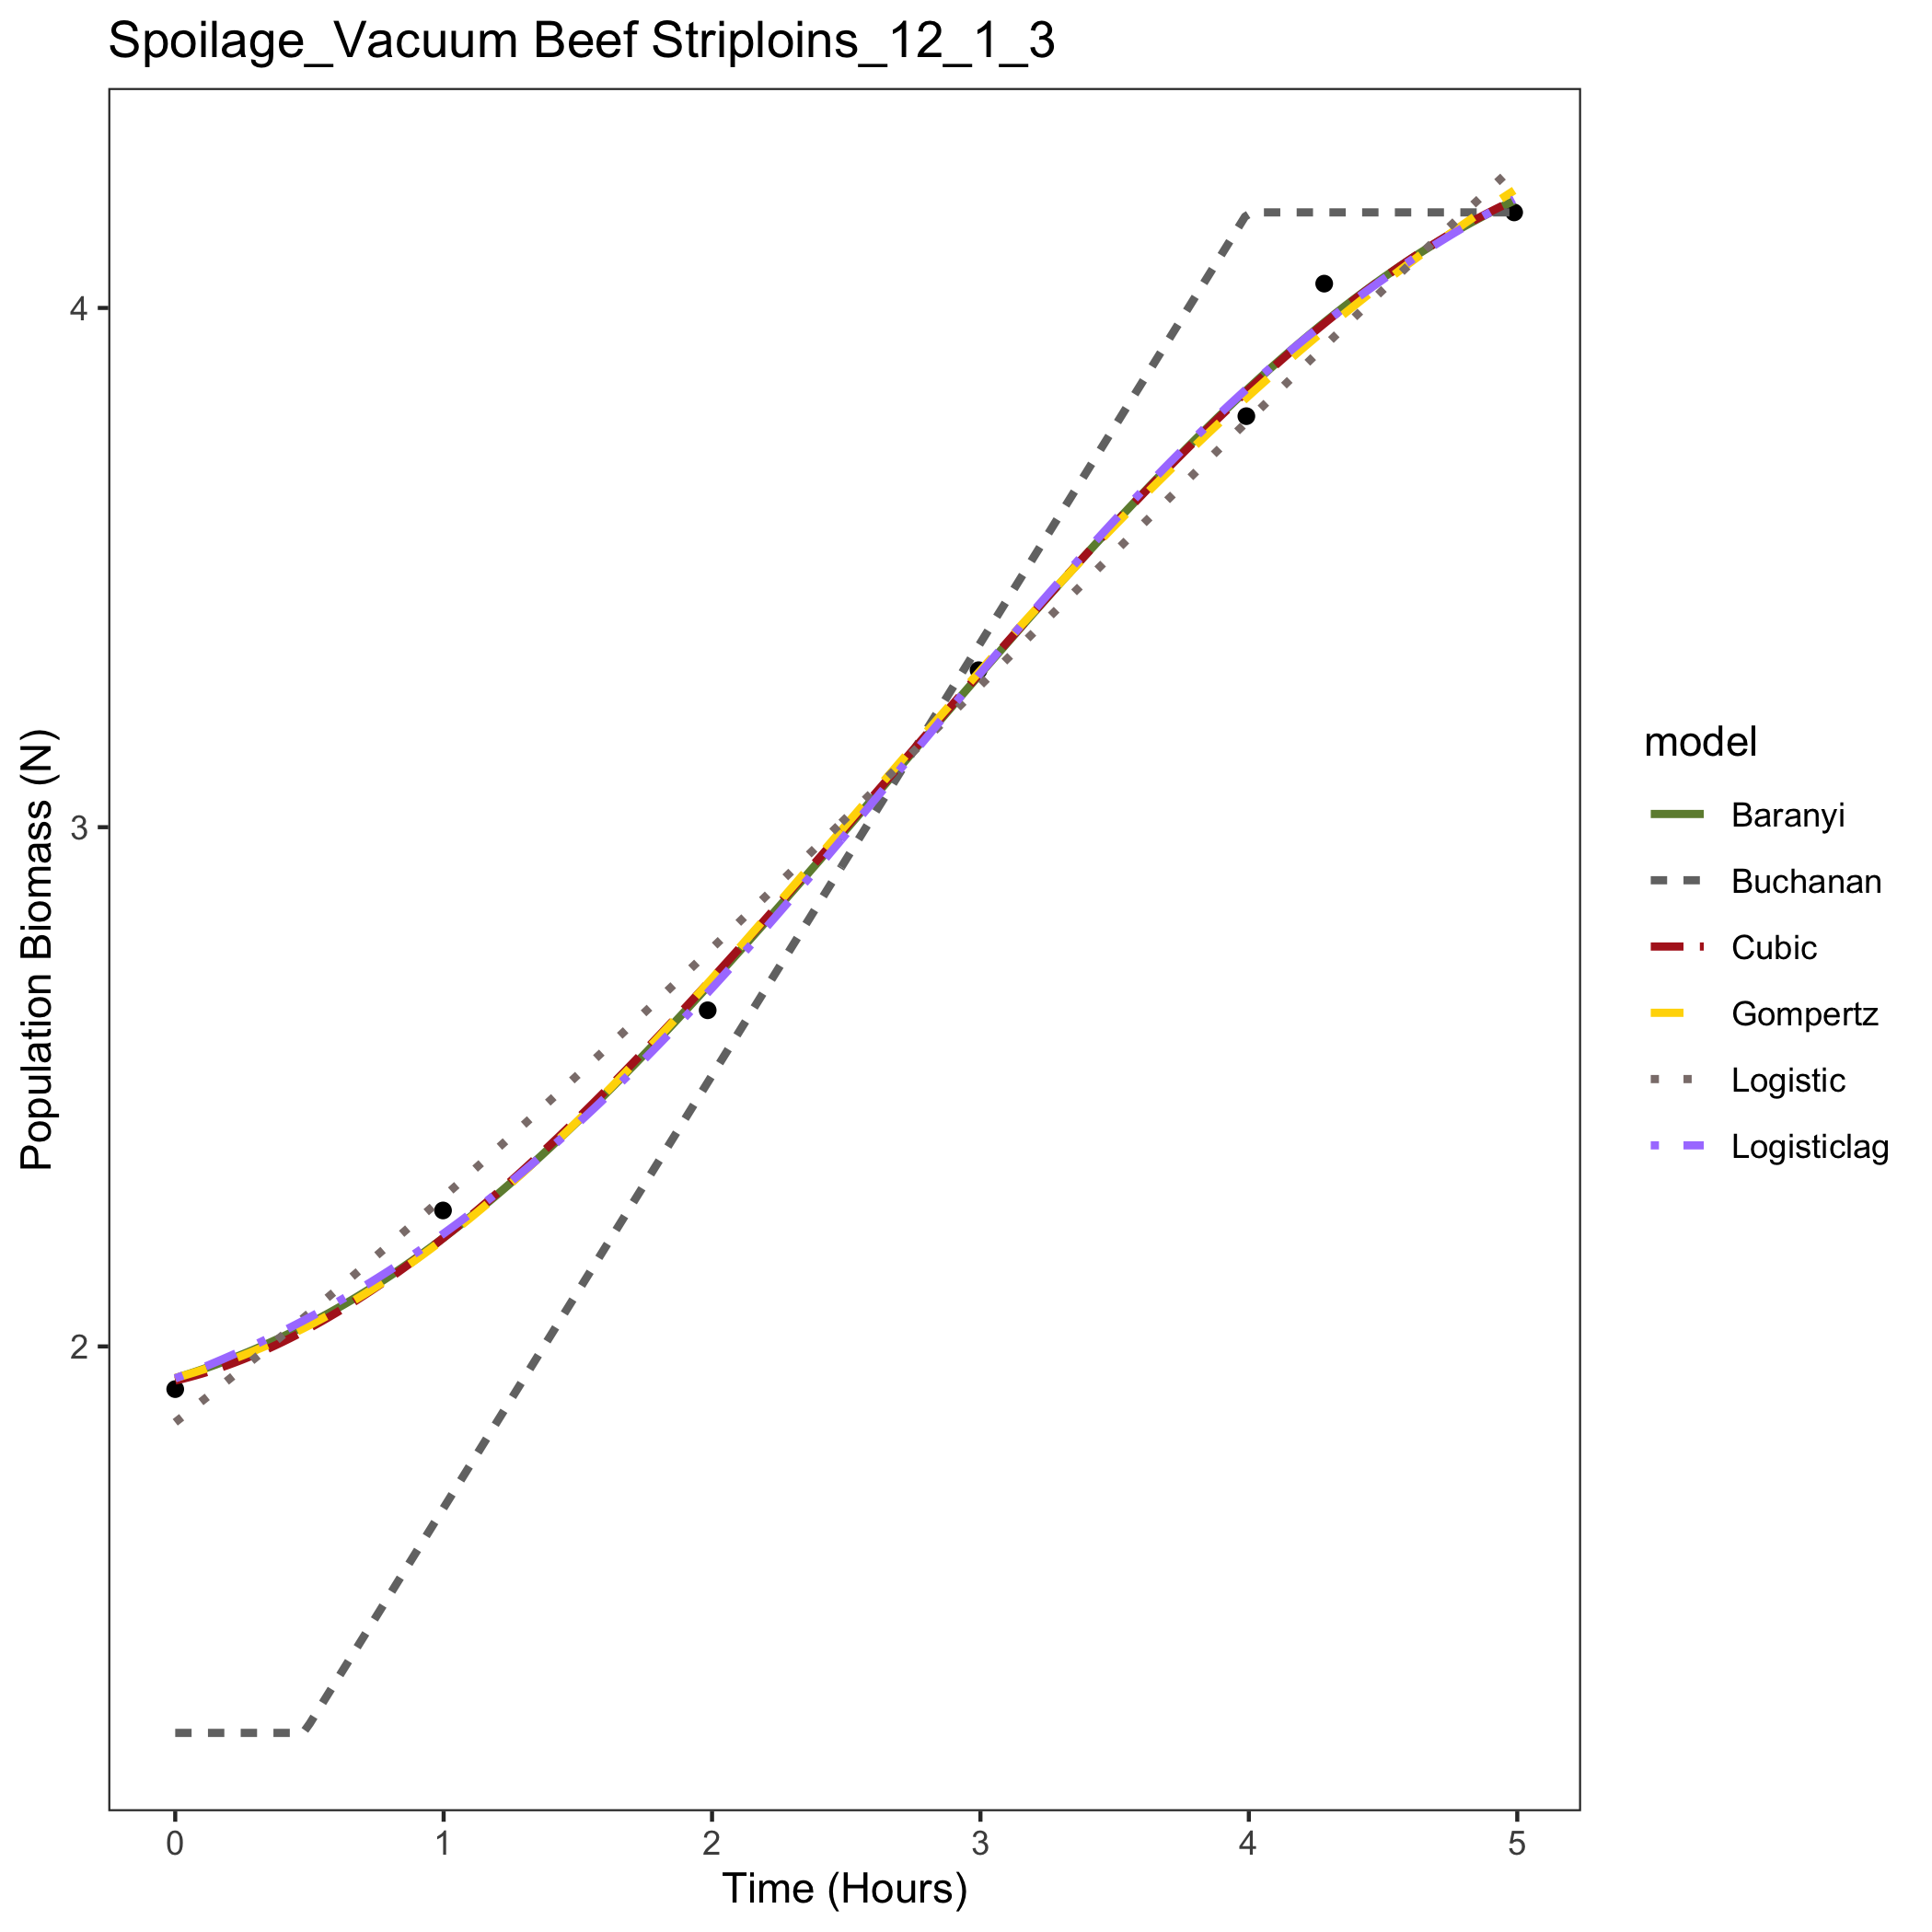 Spoilage_Vacuum Beef Striploins_12_1_3
Population Biomass (N)
4
3
2
0 1 2 3 4 5
Time (Hours)
model
Baranyi
Buchanan
Cubic
Gompertz
Logistic
Logisticlag